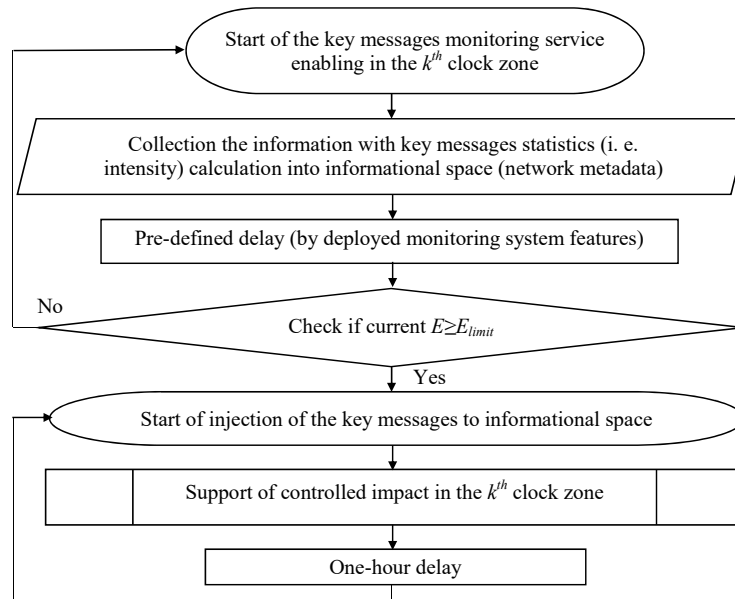 Start of the key messages monitoring service
enabling in the kᵗʰ clock zone
Collection the information with key messages statistics (i. e.
intensity) calculation into informational space (network metadata)
Pre-defined delay (by deployed monitoring system features)
No
Check if current E≥Elimit
Yes
Start of injection of the key messages to informational space
Support of controlled impact in the kᵗʰ clock zone
One-hour delay